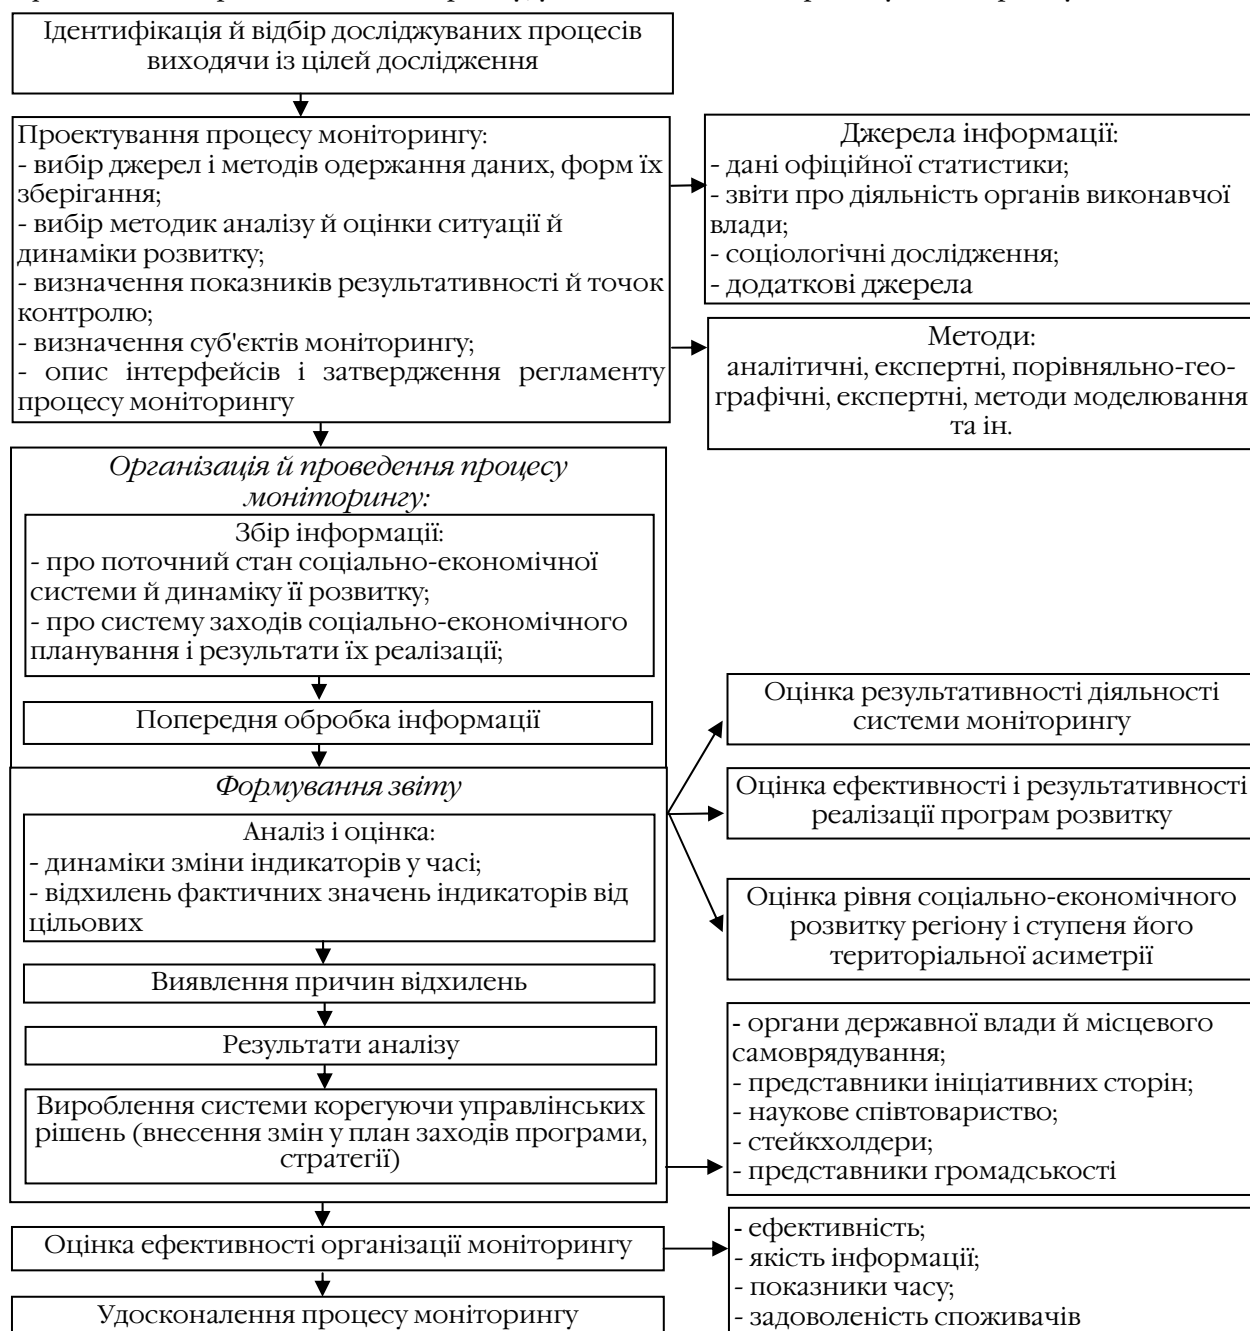 Ідентифікація й відбір досліджуваних процесів
виходячи із цілей дослідження
Проектування процесу моніторингу:
- вибір джерел і методів одержання даних, форм їх
зберігання;
- вибір методик аналізу й оцінки ситуації й
динаміки розвитку;
- визначення показників результативності й точок
контролю;
- визначення суб'єктів моніторингу;
- опис інтерфейсів і затвердження регламенту
процесу моніторингу
Джерела інформації:
- дані офіційної статистики;
- звіти про діяльність органів виконавчої
влади;
- соціологічні дослідження;
- додаткові джерела
Методи:
аналітичні, експертні, порівняльно-гео-
графічні, експертні, методи моделювання
та ін.
Організація й проведення процесу
моніторингу:
Збір інформації:
- про поточний стан соціально-економічної
системи й динаміку її розвитку;
- про систему заходів соціально-економічного
планування і результати їх реалізації;
Попередня обробка інформації
Формування звіту
Аналіз і оцінка:
- динаміки зміни індикаторів у часі;
- відхилень фактичних значень індикаторів від
цільових
Виявлення причин відхилень
Результати аналізу
Вироблення системи корегуючи управлінських
рішень (внесення змін у план заходів програми,
стратегії)
Оцінка результативності діяльності
системи моніторингу
Оцінка ефективності і результативності
реалізації програм розвитку
Оцінка рівня соціально-економічного
розвитку регіону і ступеня його
територіальної асиметрії
- органи державної влади й місцевого
самоврядування;
- представники ініціативних сторін;
- наукове співтовариство;
- стейкхолдери;
- представники громадськості
Оцінка ефективності організації моніторингу
- ефективність;
- якість інформації;
- показники часу;
- задоволеність споживачів
Удосконалення процесу моніторингу